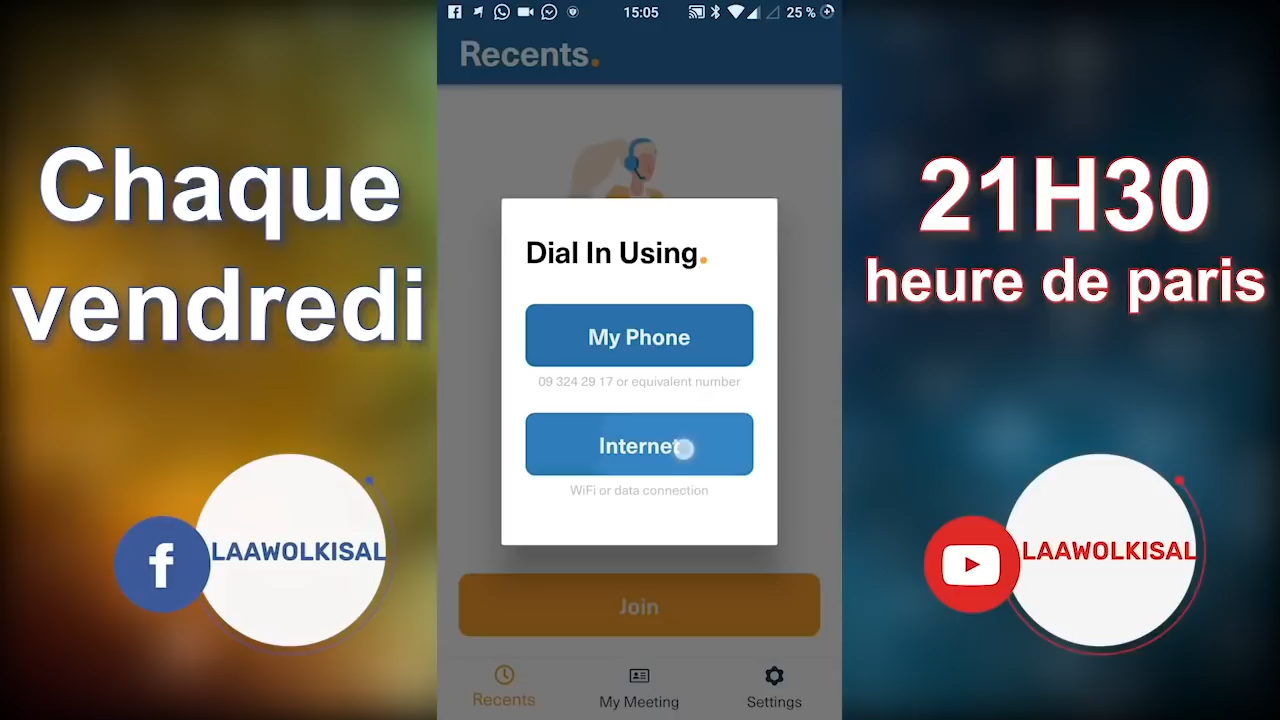 Chaque
vendredi
LAAWOLKISAL
15:05
25 %
Recents.
Dial In Using.
My Phone
09 324 29 17 or equivalent number
Internet
WiFi or data connection
Join
Recents
My Meeting
Settings
21H30
heure de paris
LAAWOLKISAL